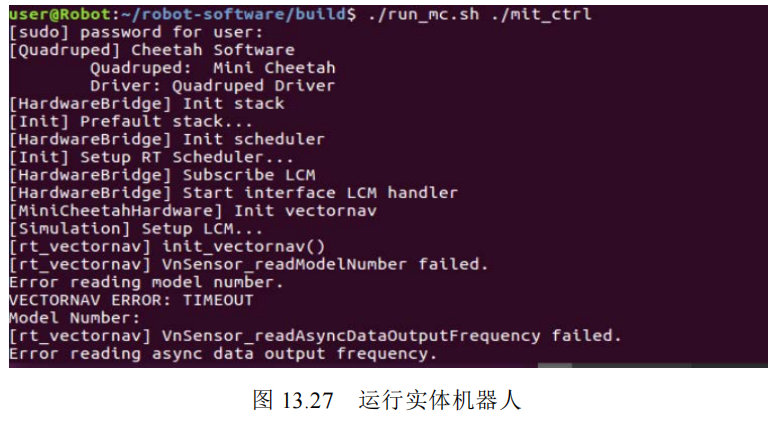 user@Robot:~/robot-software/build$ ./run_mc.sh ./mit_ctrl
[sudo] password for user:
[Quadruped] Cheetah Software
Quadruped:  Mini Cheetah
Driver: Quadruped Driver
[HardwareBridge] Init stack
[Init] Prefault stack...
[HardwareBridge] Init scheduler
[Init] Setup RT Scheduler...
[HardwareBridge] Subscribe LCM
[HardwareBridge] Start interface LCM handler
[MiniCheetahHardware] Init vectornav
[Simulation] Setup LCM...
[rt_vectornav] init_vectornav()
[rt_vectornav] VnSensor_readModelNumber failed.
Error reading model number.
VECTORNAV ERROR: TIMEOUT
Model Number:
[rt_vectornav] VnSensor_readAsyncDataOutputFrequency failed.
Error reading async data output frequency.
图 13.27 运行实体机器人